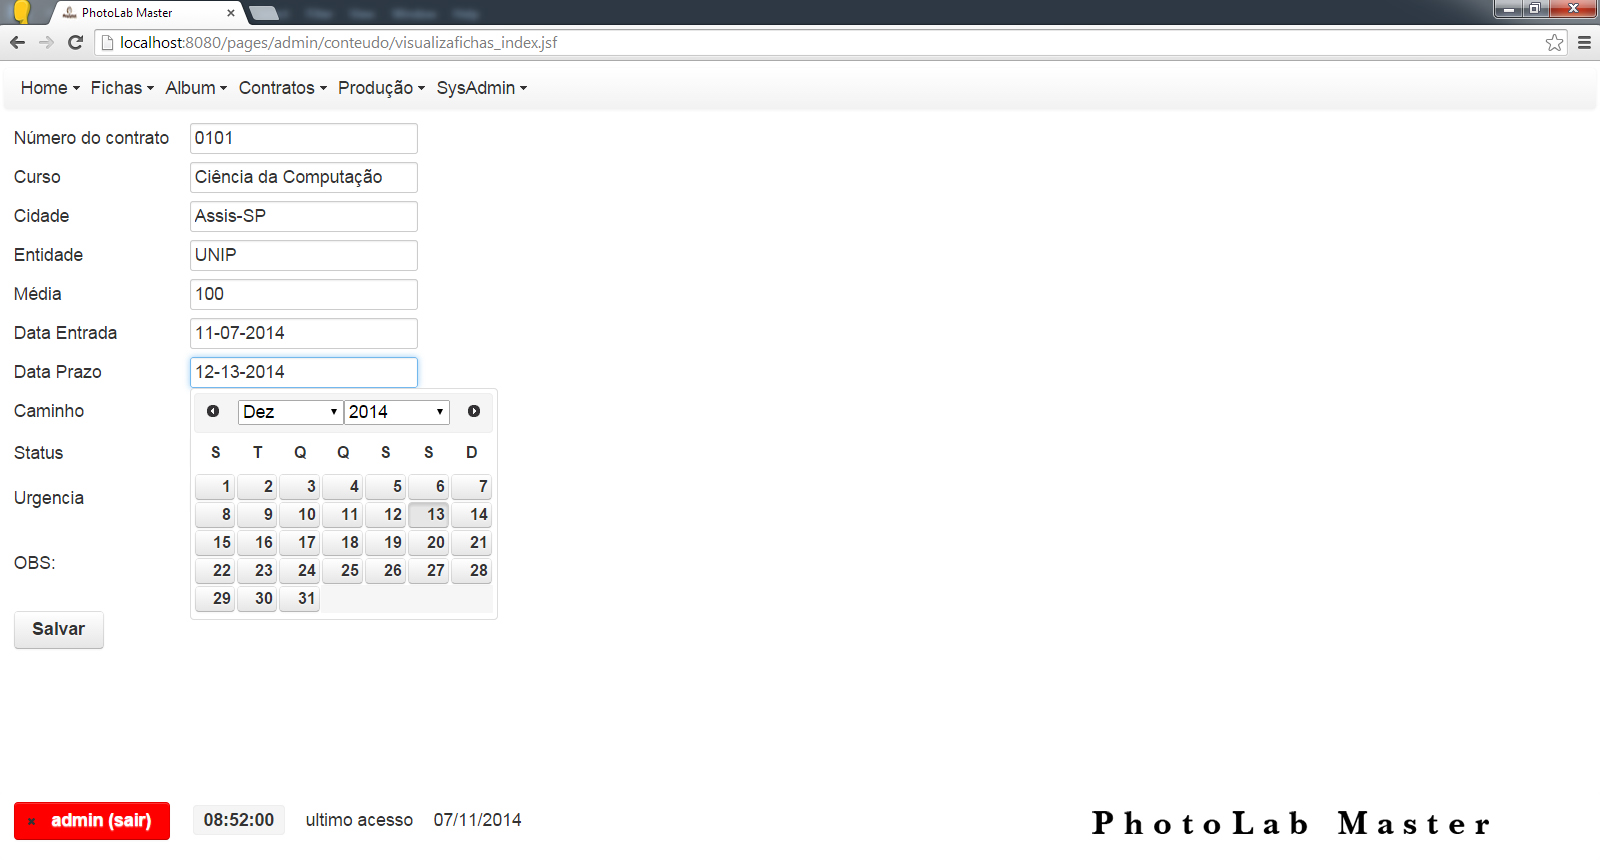 PhotoLab Master
localhost:8080/pages/admin/conteudo/visualizafichas_index.jsf
Home Fichas Album Contratos Produção SysAdmin
Número do contrato 0101
Curso Ciência da Computação
Cidade Assis-SP
Entidade UNIP
Média 100
Data Entrada 11-07-2014
Data Prazo 12-13-2014
Caminho
Status
Urgencia
OBS:
Dez 2014
S T Q Q S S D
1 2 3 4 5 6 7
8 9 10 11 12 13 14
15 16 17 18 19 20 21
22 23 24 25 26 27 28
29 30 31
Salvar
admin (sair) 08:52:00 ultimo acesso 07/11/2014
PhotoLab Master